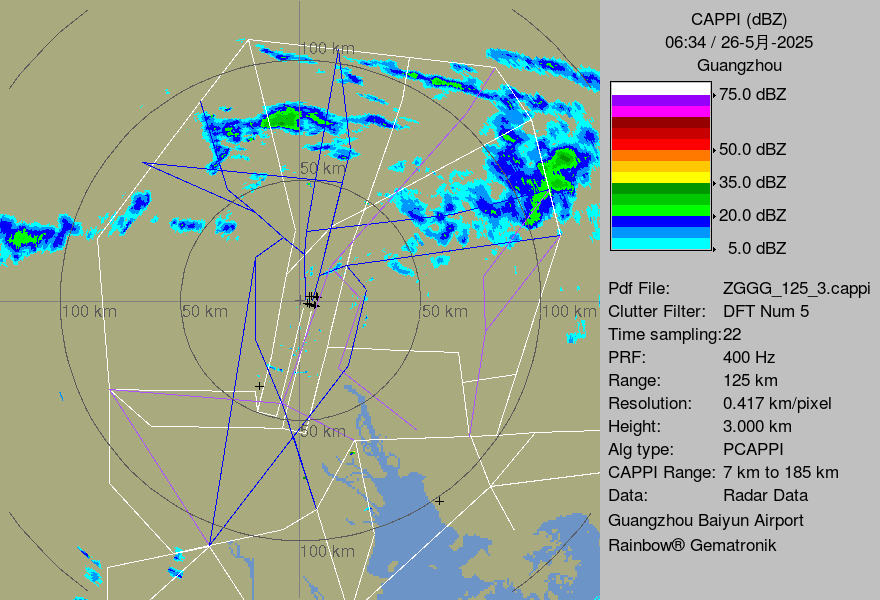 CAPPI (dBZ)
06:34 / 26-5月-2025
Guangzhou
75.0 dBZ
50.0 dBZ
35.0 dBZ
20.0 dBZ
5.0 dBZ
Pdf File: ZGGG_125_3.cappi
Clutter Filter: DFT Num 5
Time sampling:22
PRF: 400 Hz
Range: 125 km
Resolution: 0.417 km/pixel
Height: 3.000 km
Alg type: PCAPPI
CAPPI Range: 7 km to 185 km
Data: Radar Data
Guangzhou Baiyun Airport
Rainbow® Gematronik
100 km
50 km
100 km
50 km
50 km
100 km
50 km
100 km